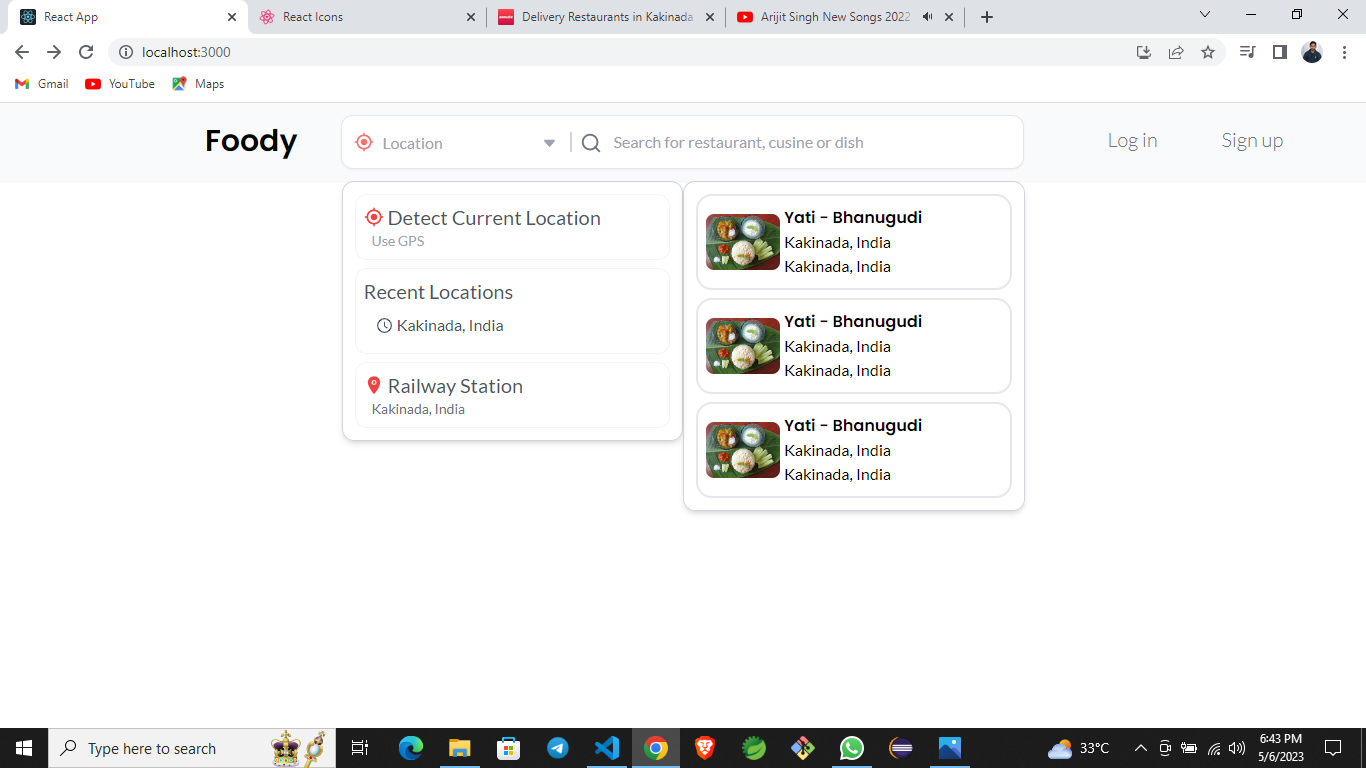 React App
React Icons
Delivery Restaurants in Kakinada
Arijit Singh New Songs 2022
localhost:3000
Gmail
YouTube
Maps
Foody
Location
Search for restaurant, cusine or dish
Log in
Sign up
Detect Current Location
Use GPS
Recent Locations
Kakinada, India
Railway Station
Kakinada, India
Yati - Bhanugudi
Kakinada, India
Kakinada, India
Yati - Bhanugudi
Kakinada, India
Kakinada, India
Yati - Bhanugudi
Kakinada, India
Kakinada, India
Type here to search
33°C
6:43 PM
5/6/2023